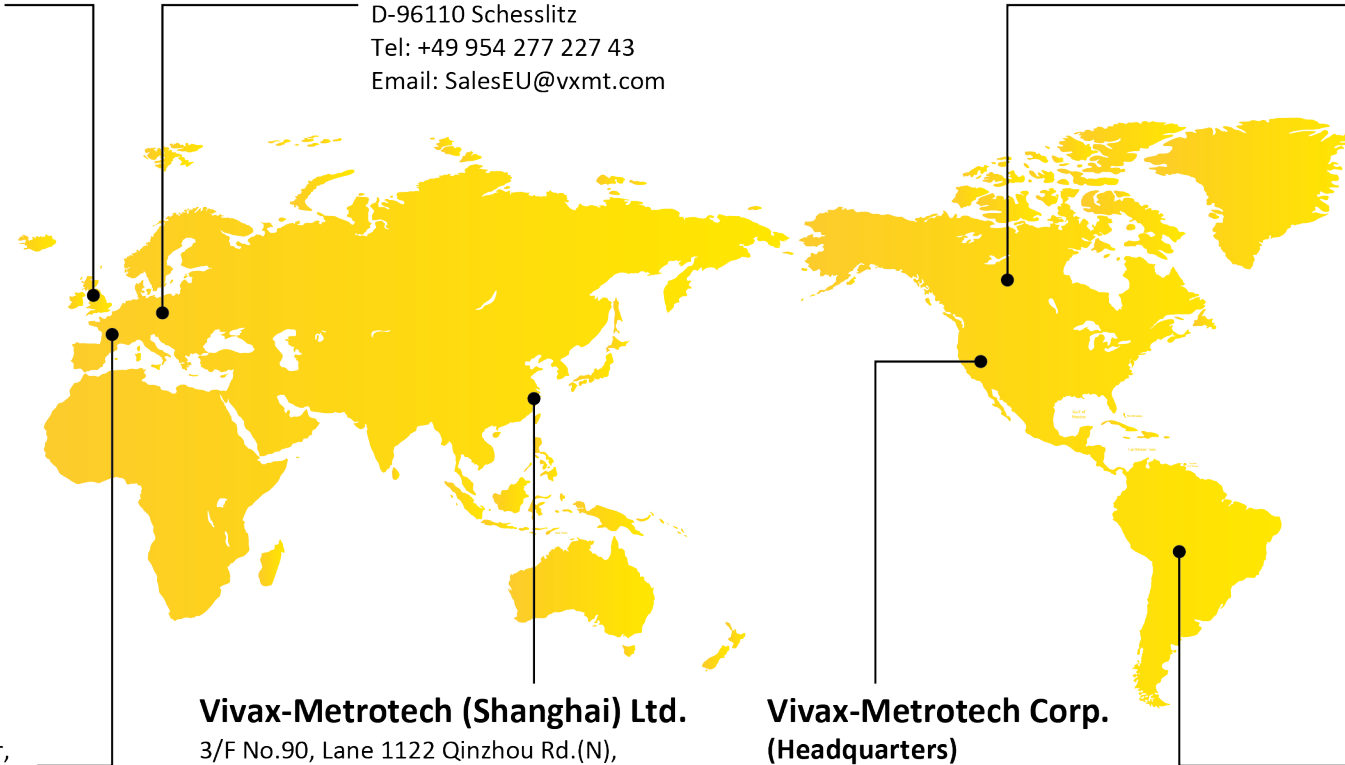 D-96110 Schesslitz
Tel: +49 954 277 227 43
Email: SalesEU@vxmt.com
Vivax-Metrotech (Shanghai) Ltd.
3/F No.90, Lane 1122 Qinzhou Rd.(N),
Vivax-Metrotech Corp.
(Headquarters)